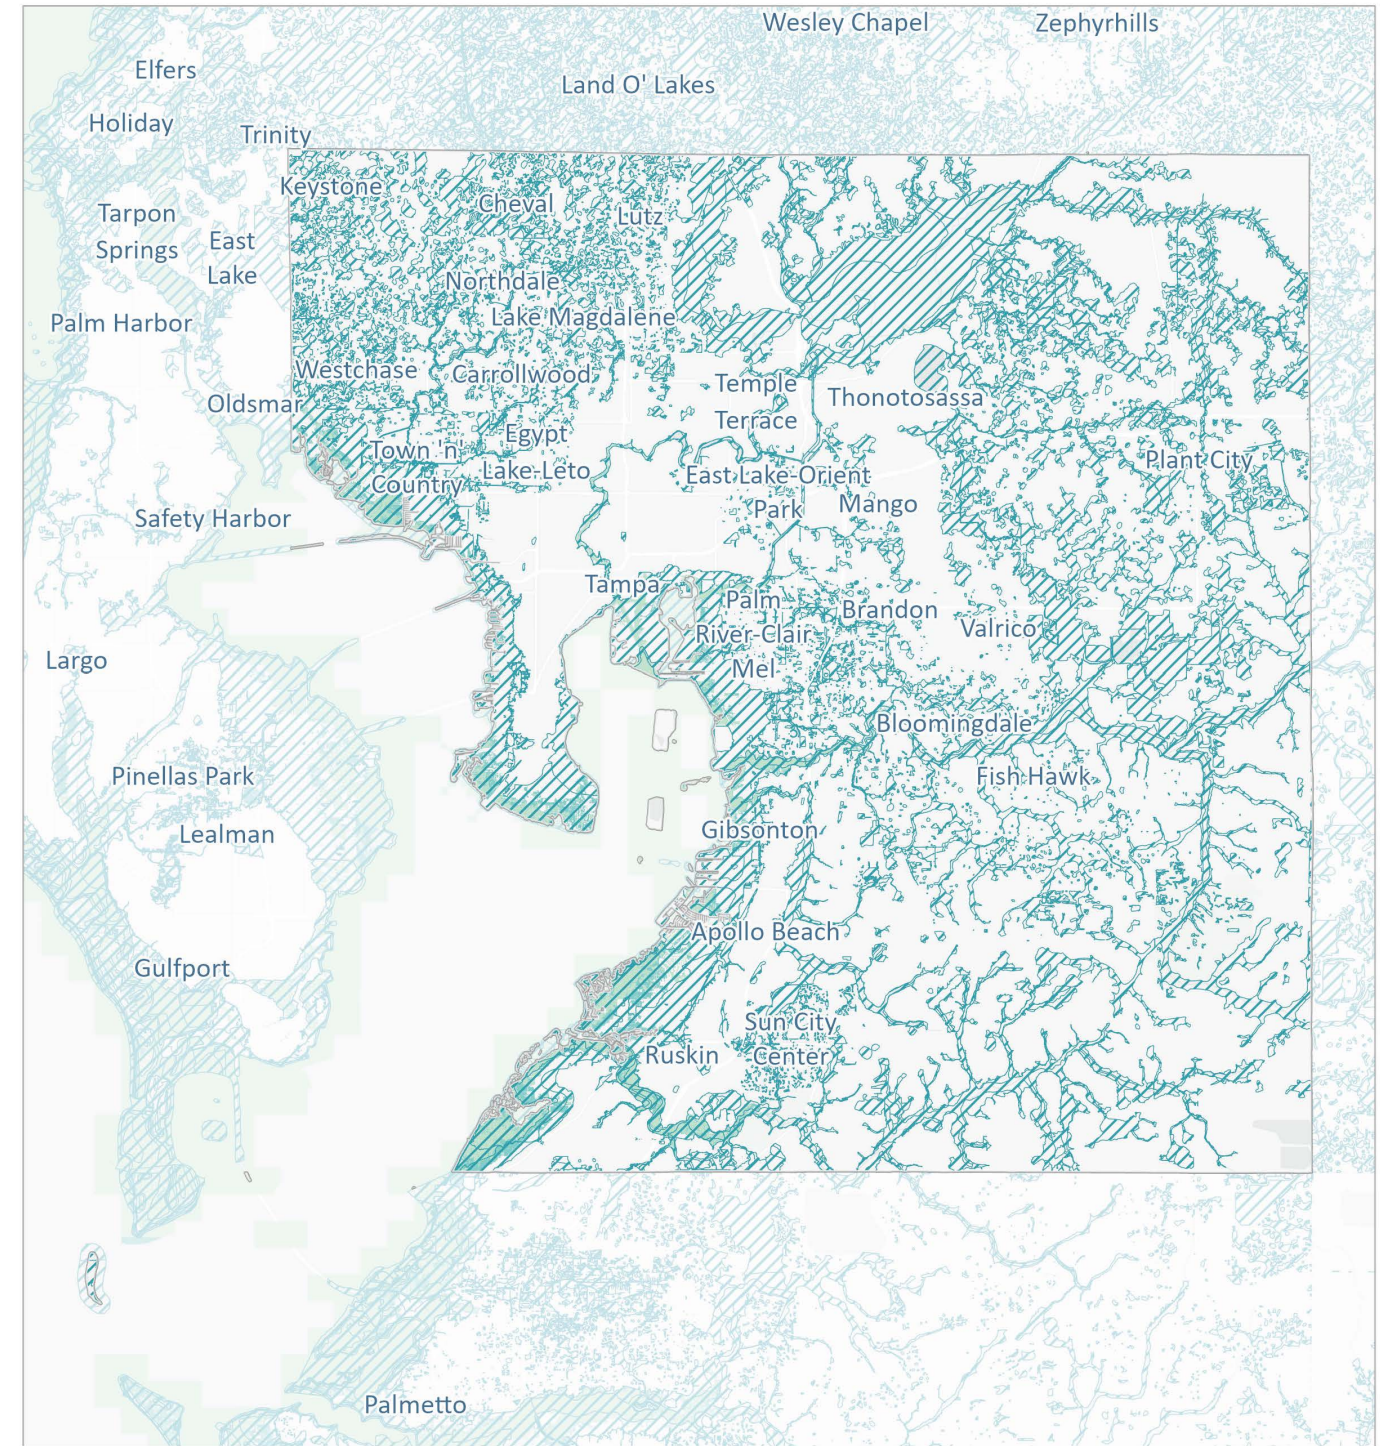 Wesley Chapel
Zephyrhills
Elfers
Land O' Lakes
Holiday
Trinity
Keystone
Cheval
Lutz
Tarpon
Springs
East
Lake
Northdale
Lake Magdalene
Palm Harbor
Westchase
Carrollwood
Temple
Terrace
Thonotosassa
Oldsmar
Town 'n'
Country
Egypt
Lake-Leto
East Lake-Orient
Park
Mango
Plant City
Safety Harbor
Tampa
Palm
River-Clair
Mel
Brandon
Valrico
Largo
Bloomingdale
Pinellas Park
Fish Hawk
Lealman
Gibsonton
Apollo Beach
Gulfport
Sun City
Center
Ruskin
Palmetto